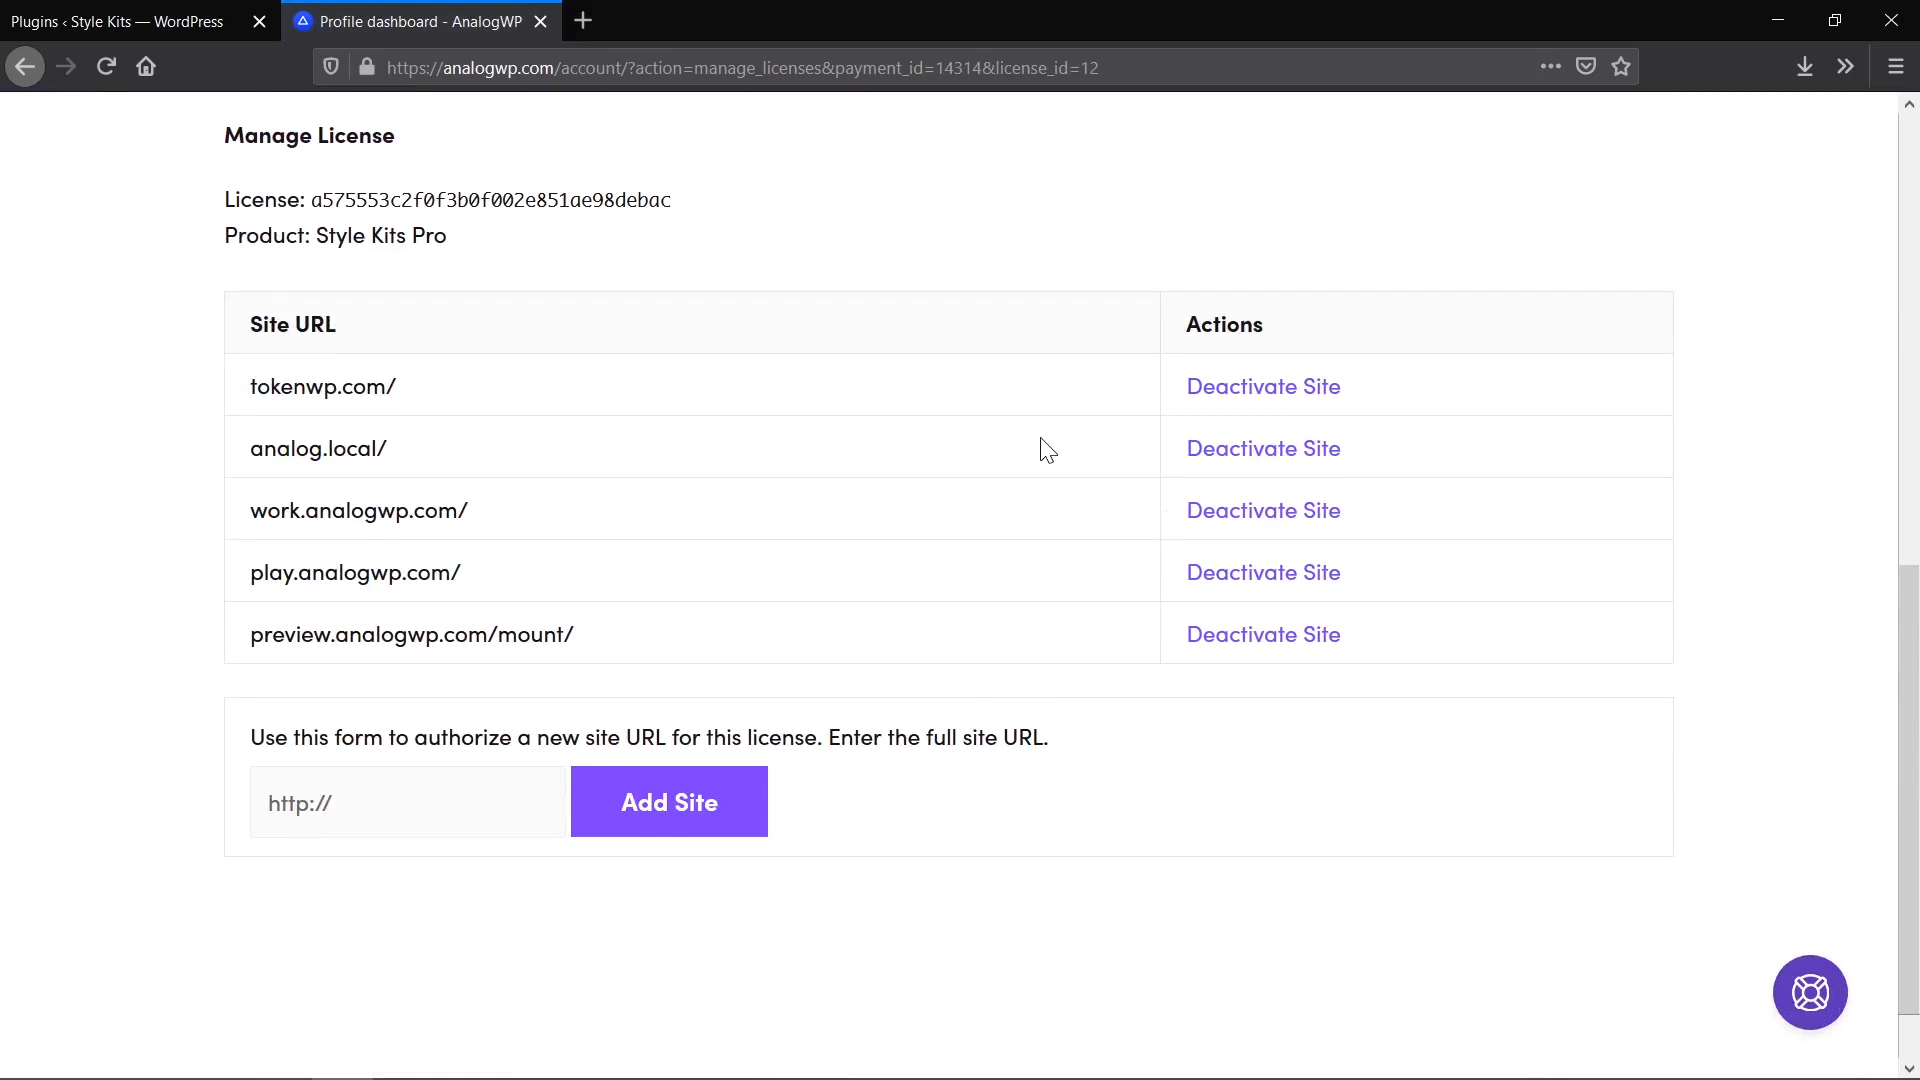 Plugins ‹ Style Kits — WordPress
Profile dashboard - AnalogWP
https://analogwp.com/account/?action=manage_licenses&payment_id=14314&license_id=12
Manage License
License: a575553c2f0f3b0f002e851ae98debac
Product: Style Kits Pro
Site URL Actions
tokenwp.com/ Deactivate Site
analog.local/ Deactivate Site
work.analogwp.com/ Deactivate Site
play.analogwp.com/ Deactivate Site
preview.analogwp.com/mount/ Deactivate Site
Use this form to authorize a new site URL for this license. Enter the full site URL.
http:// Add Site